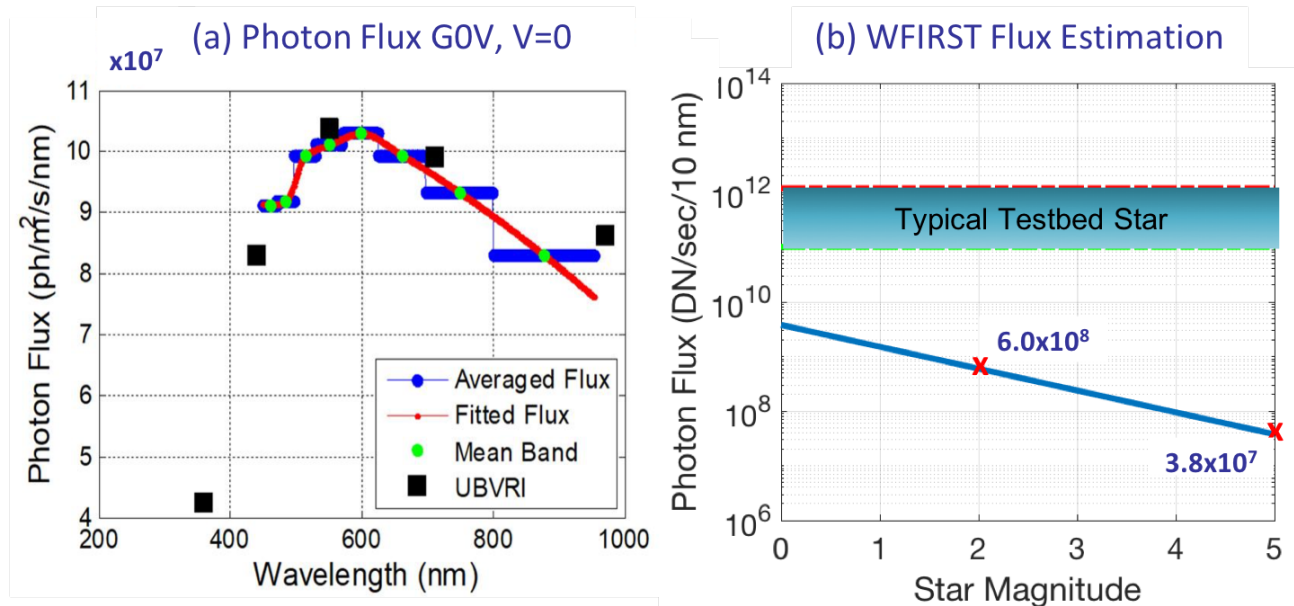 (a) Photon Flux G0V, V=0
x10⁷
Photon Flux (ph/m²/s/nm)
11
10
9
8
7
6
5
4
Averaged Flux
Fitted Flux
Mean Band
UBVRI
200 400 600 800 1000
Wavelength (nm)
(b) WFIRST Flux Estimation
Photon Flux (DN/sec/10 nm)
10¹⁴
10¹²
10¹⁰
10⁸
10⁶
Typical Testbed Star
X
6.0x10⁸
X
3.8x10⁷
0 1 2 3 4 5
Star Magnitude